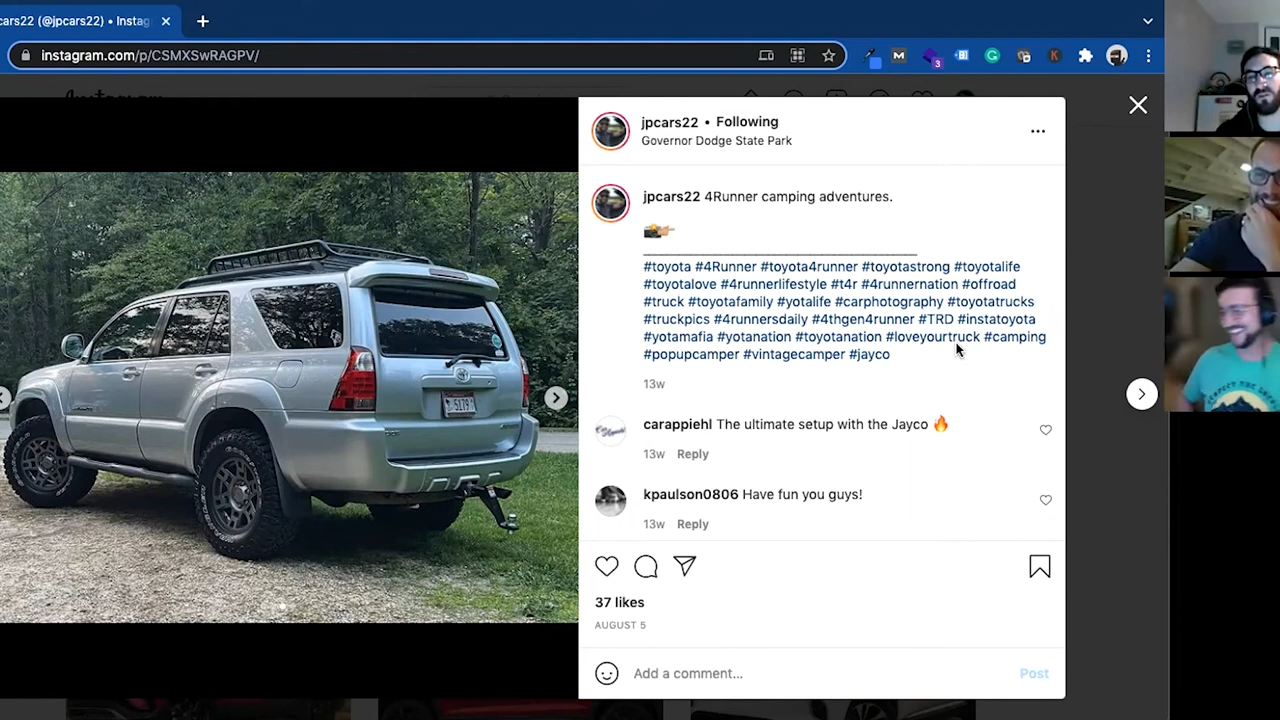 cars22 (@jpcars22) • Instag
instagram.com/p/CSMXSwRAGPV/
3
jpcars22 • Following
Governor Dodge State Park
jpcars22 4Runner camping adventures.
#toyota #4Runner #toyota4runner #toyotastrong #toyotalife
#toyotalove #4runnerlifestyle #t4r #4runnernation #offroad
#truck #toyotafamily #yotalife #carphotography #toyotatrucks
#truckpics #4runnersdaily #4thgen4runner #TRD #instatoyota
#yotamafia #yotanation #toyotanation #loveyourtruck #camping
#popupcamper #vintagecamper #jayco
13w
carappiehl The ultimate setup with the Jayco 🔥
13w Reply
kpaulson0806 Have fun you guys!
13w Reply
37 likes
AUGUST 5
Add a comment...
Post